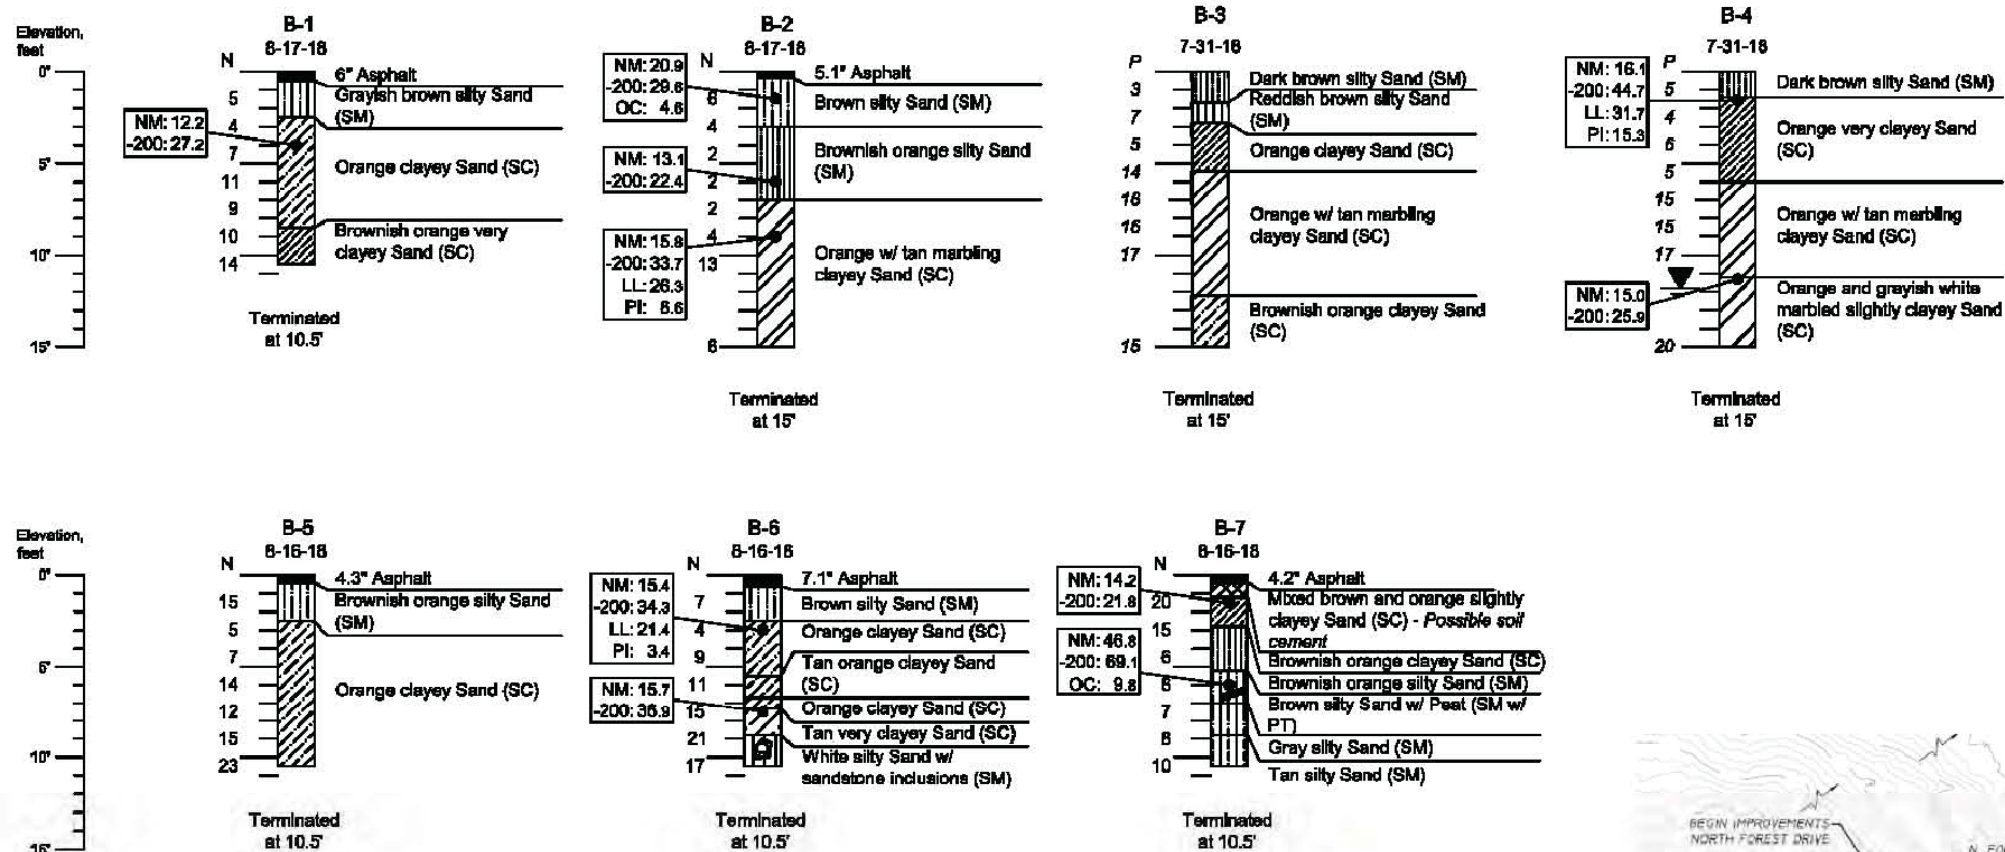 Elevation,
feet
0'
5'
10'
15'
B-1
8-17-18
N
5
4
7
11
9
10
14
NM: 12.2
-200: 27.2
6" Asphalt
Grayish brown silty Sand
(SM)
Orange clayey Sand (SC)
Brownish orange very
clayey Sand (SC)
Terminated
at 10.5'
B-2
8-17-18
N
6
4
2
2
2
4
13
6
NM: 20.9
-200: 29.6
OC: 4.6
NM: 13.1
-200: 22.4
NM: 15.8
-200: 33.7
LL: 26.3
PI: 6.6
5.1" Asphalt
Brown silty Sand (SM)
Brownish orange silty Sand
(SM)
Orange w/ tan marbling
clayey Sand (SC)
Terminated
at 15'
B-3
7-31-18
P
3
7
5
14
18
16
17
15
Dark brown silty Sand (SM)
Reddish brown silty Sand
(SM)
Orange clayey Sand (SC)
Orange w/ tan marbling
clayey Sand (SC)
Brownish orange clayey Sand
(SC)
Terminated
at 15'
B-4
7-31-18
P
5
4
6
5
15
15
17
20
NM: 16.1
-200: 44.7
LL: 31.7
PI: 15.3
NM: 15.0
-200: 25.9
Dark brown silty Sand (SM)
Orange very clayey Sand
(SC)
Orange w/ tan marbling
clayey Sand (SC)
Orange and grayish white
marbled slightly clayey Sand
(SC)
Terminated
at 15'
Elevation,
feet
0'
5'
10'
15'
B-5
8-16-18
N
15
5
7
14
12
15
23
4.3" Asphalt
Brownish orange silty Sand
(SM)
Orange clayey Sand (SC)
Terminated
at 10.5'
B-6
8-16-18
N
7
4
9
11
15
21
17
NM: 15.4
-200: 34.3
LL: 21.4
PI: 3.4
NM: 15.7
-200: 36.9
7.1" Asphalt
Brown silty Sand (SM)
Orange clayey Sand (SC)
Tan orange clayey Sand
(SC)
Orange clayey Sand (SC)
Tan very clayey Sand (SC)
White silty Sand w/
sandstone inclusions (SM)
Terminated
at 10.5'
B-7
8-16-18
N
20
15
6
6
7
8
10
NM: 14.2
-200: 21.8
NM: 46.8
-200: 69.1
OC: 9.8
4.2" Asphalt
Mixed brown and orange slightly
clayey Sand (SC) - Possible soil
cement
Brownish orange clayey Sand (SC)
Brownish orange silty Sand (SM)
Brown silty Sand w/ Peat (SM w/
PT)
Gray silty Sand (SM)
Tan silty Sand (SM)
Terminated
at 10.5'
BEGIN IMPROVEMENTS
NORTH FOREST DRIVE